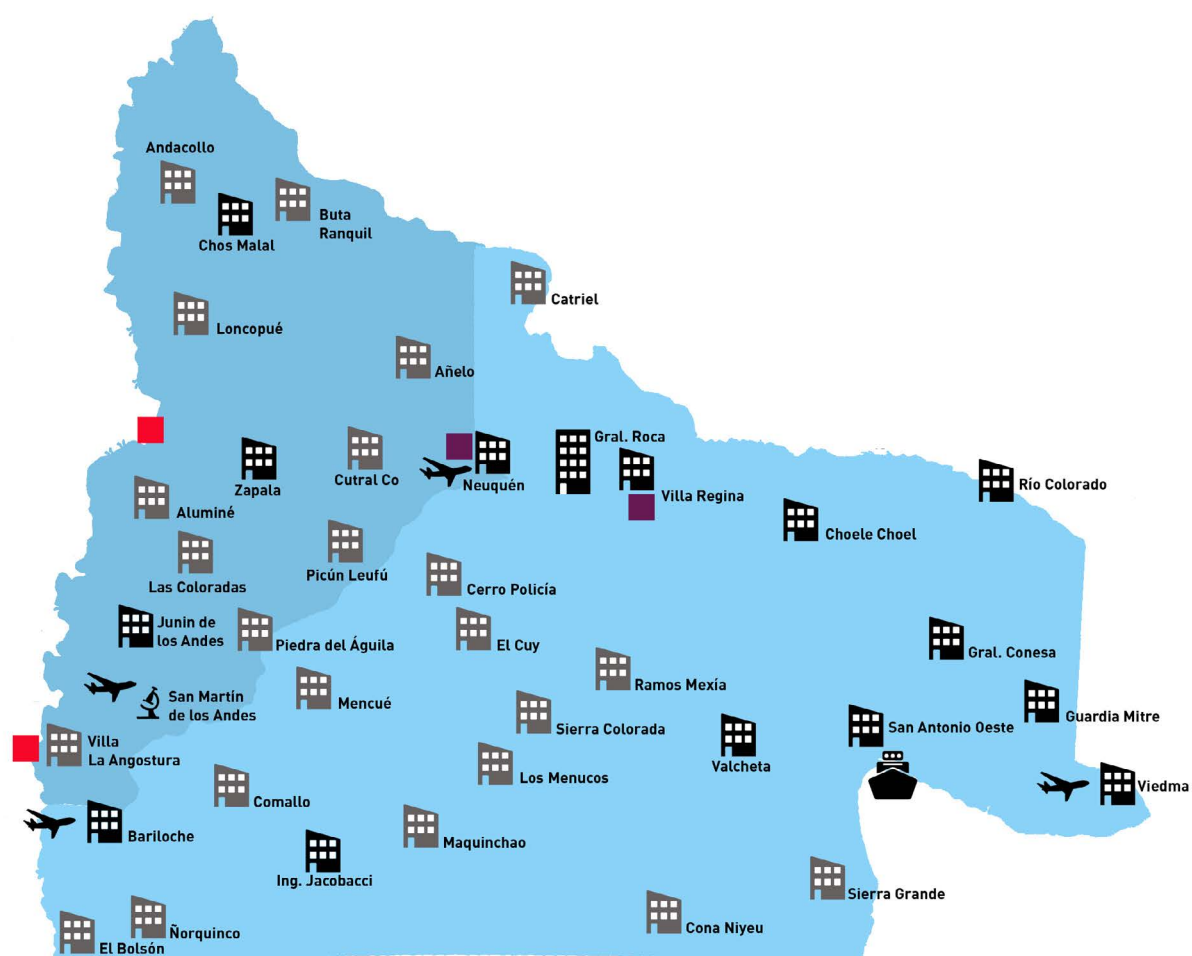 Andacollo
Buta
Ranquil
Chos Malal
Catriel
Loncopué
Añelo
Gral. Roca
Cutral Co
Zapala
Neuquén
Villa Regina
Río Colorado
Aluminé
Choele Choel
Picún Leufú
Las Coloradas
Cerro Policía
Junin de
los Andes
Piedra del Águila
El Cuy
Gral. Conesa
Ramos Mexía
San Martín
de los Andes
Mencué
Guardia Mitre
Sierra Colorada
San Antonio Oeste
Villa
La Angostura
Valcheta
Los Menucos
Viedma
Comallo
Bariloche
Maquinchao
Ing. Jacobacci
Sierra Grande
Cona Niyeu
Ñorquinco
El Bolsón